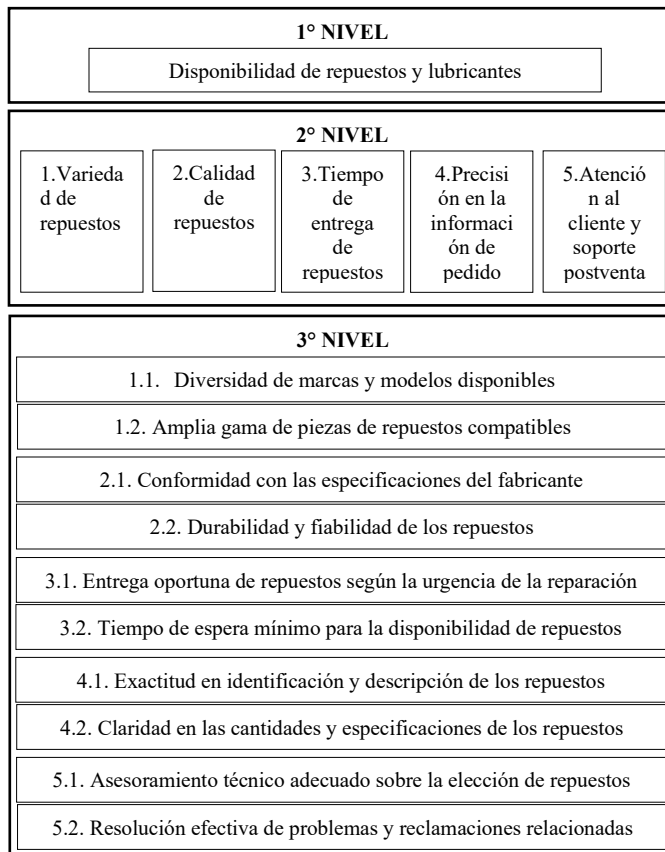 1° NIVEL
Disponibilidad de repuestos y lubricantes
2° NIVEL
1.Varieda
d de
repuestos
2.Calidad
de
repuestos
3.Tiempo
de
entrega
de
repuestos
4.Precisi
ón en la
informaci
ón de
pedido
5.Atenció
n al
cliente y
soporte
postventa
3° NIVEL
1.1. Diversidad de marcas y modelos disponibles
1.2. Amplia gama de piezas de repuestos compatibles
2.1. Conformidad con las especificaciones del fabricante
2.2. Durabilidad y fiabilidad de los repuestos
3.1. Entrega oportuna de repuestos según la urgencia de la reparación
3.2. Tiempo de espera mínimo para la disponibilidad de repuestos
4.1. Exactitud en identificación y descripción de los repuestos
4.2. Claridad en las cantidades y especificaciones de los repuestos
5.1. Asesoramiento técnico adecuado sobre la elección de repuestos
5.2. Resolución efectiva de problemas y reclamaciones relacionadas